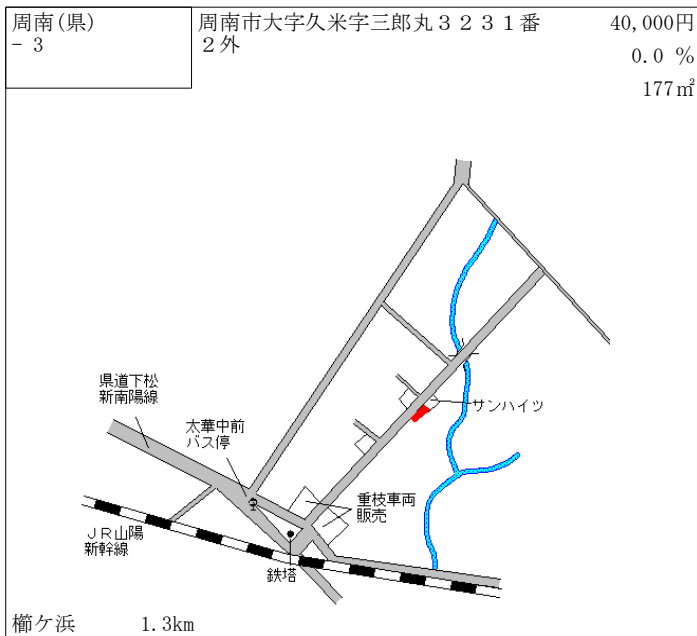 周南(県)
- 3
周南市大字久米字三郎丸３２３１番
２外
40,000円
0.0 %
177㎡
県道下松
新南陽線
太華中前
バス停
サンハイツ
重枝車両
販売
ＪＲ山陽
新幹線
鉄塔
櫛ケ浜 1.3km